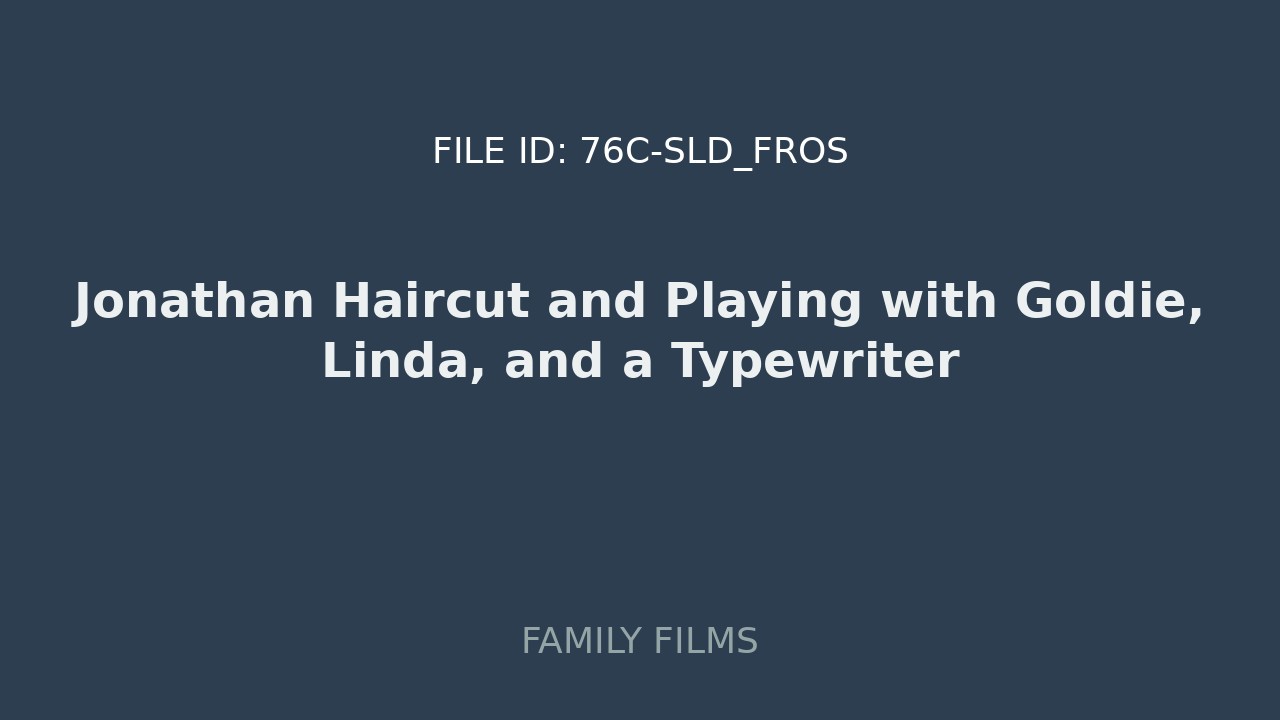 FILE ID: 76C-SLD_FROS
Jonathan Haircut and Playing with Goldie,
Linda, and a Typewriter
FAMILY FILMS